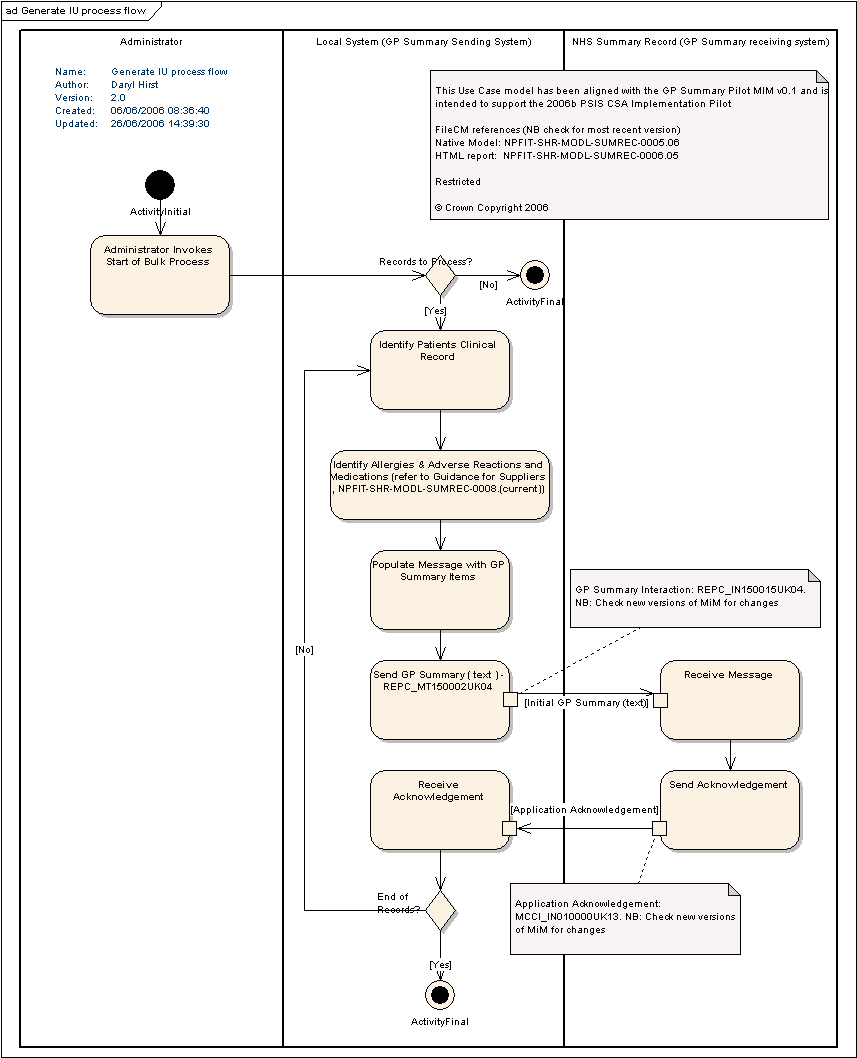 ad Generate IU process flow
Administrator
Local System (GP Summary Sending System)
NHS Summary Record (GP Summary receiving system)
Name: Generate IU process flow
Author: Daryl Hirst
Version: 2.0
Created: 06/06/2006 08:36:40
Updated: 26/06/2006 14:39:30
This Use Case model has been aligned with the GP Summary Pilot MIM v0.1 and is
intended to support the 2006b PSIS CSA Implementation Pilot
FileCM references (NB check for most recent version)
Native Model: NPFIT-SHR-MODL-SUMREC-0005.06
HTML report: NPFIT-SHR-MODL-SUMREC-0006.05
Restricted
© Crown Copyright 2006
ActivityInitial
Administrator Invokes
Start of Bulk Process
Records to Process?
[No]
ActivityFinal
[Yes]
Identify Patients Clinical
Record
Identify Allergies & Adverse Reactions and
Medications (refer to Guidance for Suppliers
, NPFIT-SHR-MODL-SUMREC-0008.(current))
Populate Message with GP
Summary Items
GP Summary Interaction: REPC_IN150015UK04.
NB: Check new versions of MiM for changes
[No]
Send GP Summary ( text ) -
REPC_MT150002UK04
[Initial GP Summary (text)]
Receive Message
Receive
Acknowledgement
[Application Acknowledgement]
Send Acknowledgement
End of
Records?
Application Acknowledgement:
MCCI_IN010000UK13. NB: Check new versions
of MiM for changes
[Yes]
ActivityFinal